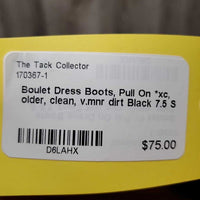 The Tack Collector
170367-1
Boulet Dress Boots, Pull On *xc,
older, clean, v.mnr dirt Black 7.5 S
D6LAHX
$75.00